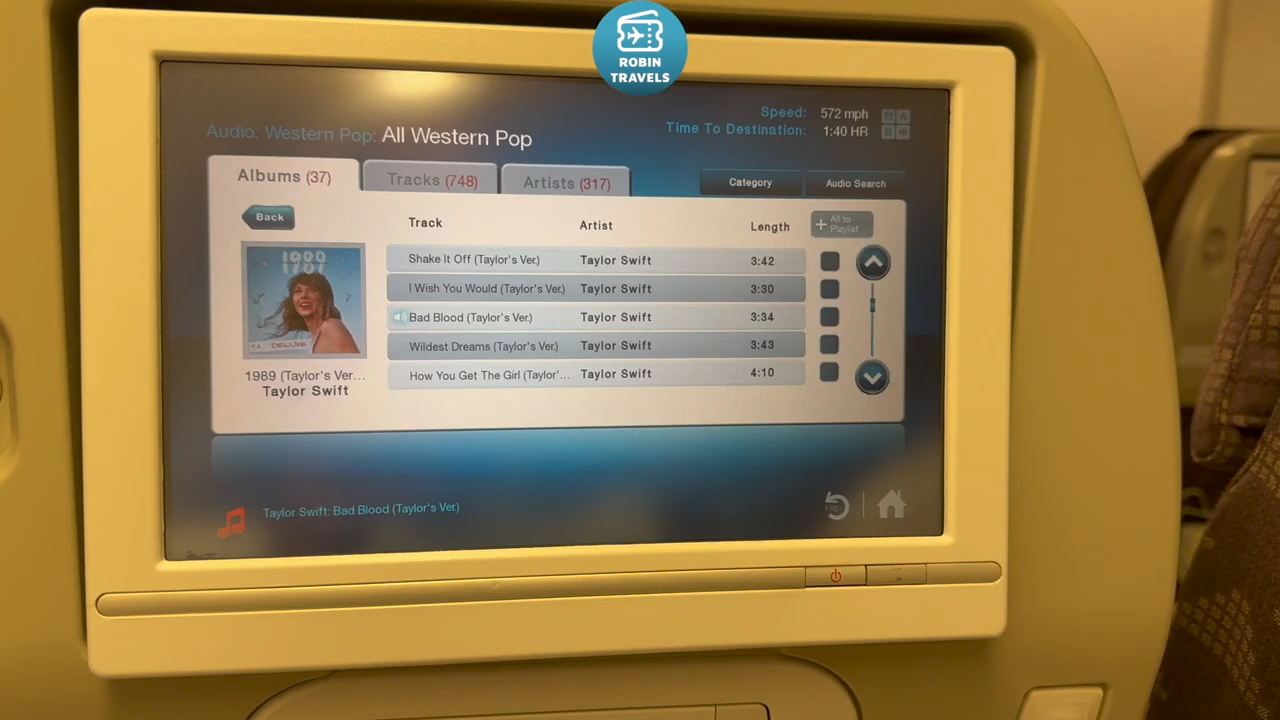 ROBIN
TRAVELS
Speed: 572 mph
Time To Destination: 1:40 HR
Audio: Western Pop: All Western Pop
Albums (37) Tracks (748) Artists (317) Category Audio Search
Back Track Artist Length + All to Playlist
1989
Shake It Off (Taylor's Ver.) Taylor Swift 3:42
I Wish You Would (Taylor's Ver.) Taylor Swift 3:30
Bad Blood (Taylor's Ver.) Taylor Swift 3:34
Wildest Dreams (Taylor's Ver.) Taylor Swift 3:43
How You Get The Girl (Taylor'... Taylor Swift 4:10
DELUXE
1989 (Taylor's Ver...
Taylor Swift
Taylor Swift: Bad Blood (Taylor's Ver.)
Flip